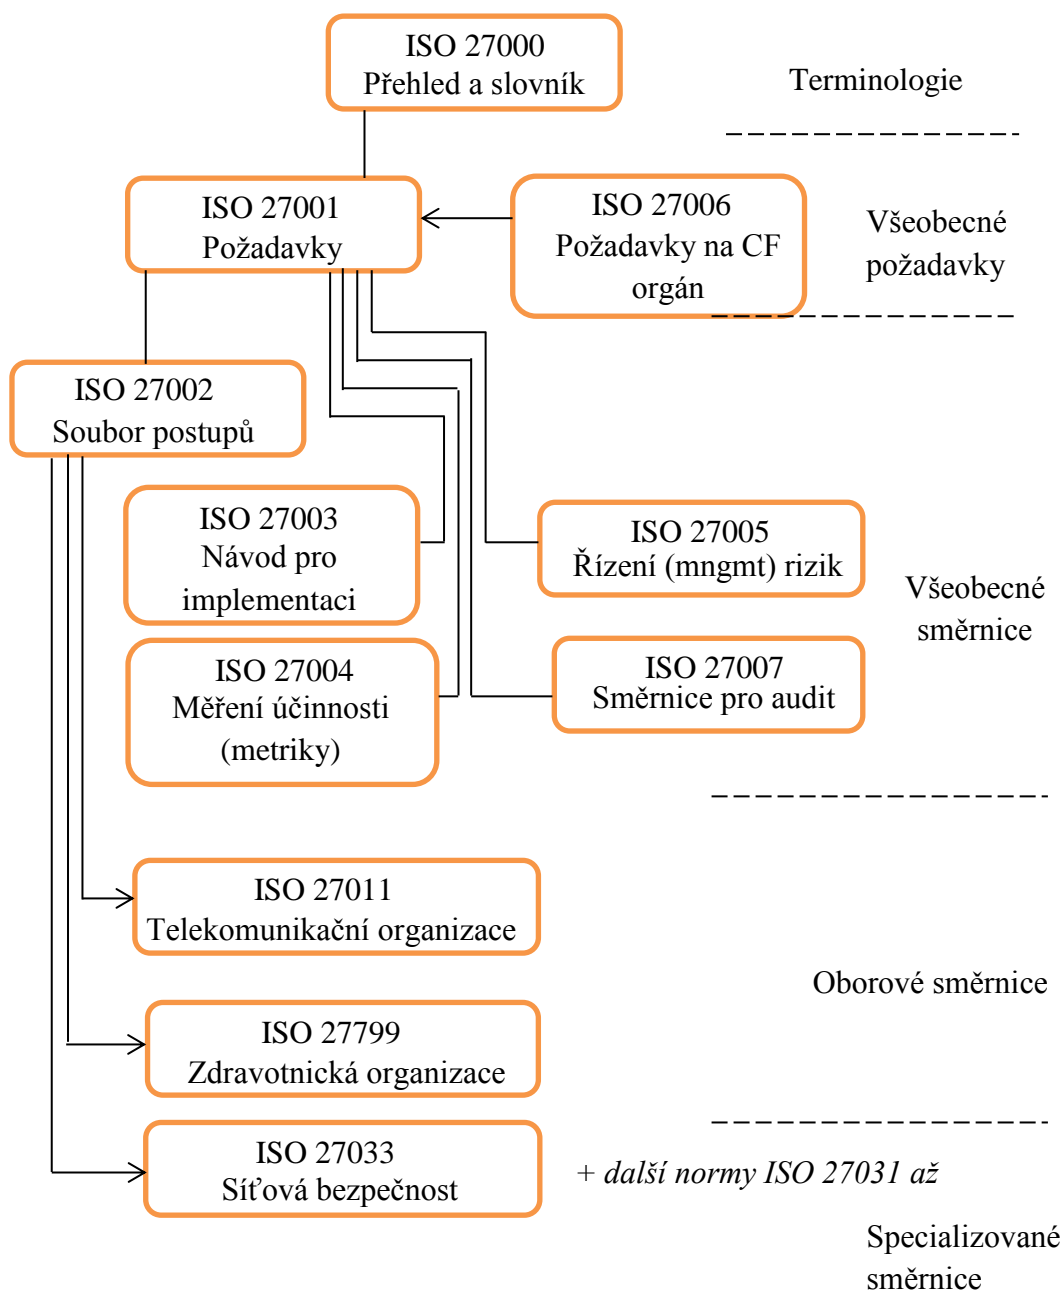 ISO 27000
Přehled a slovník
Terminologie
ISO 27001
Požadavky
ISO 27006
Požadavky na CF
orgán
Všeobecné
požadavky
ISO 27002
Soubor postupů
ISO 27003
Návod pro
implementaci
ISO 27005
Řízení (mngmt) rizik
Všeobecné
směrnice
ISO 27004
Měření účinnosti
(metriky)
ISO 27007
Směrnice pro audit
ISO 27011
Telekomunikační organizace
Oborové směrnice
ISO 27799
Zdravotnická organizace
ISO 27033
Síťová bezpečnost
+ další normy ISO 27031 až
Specializované
směrnice